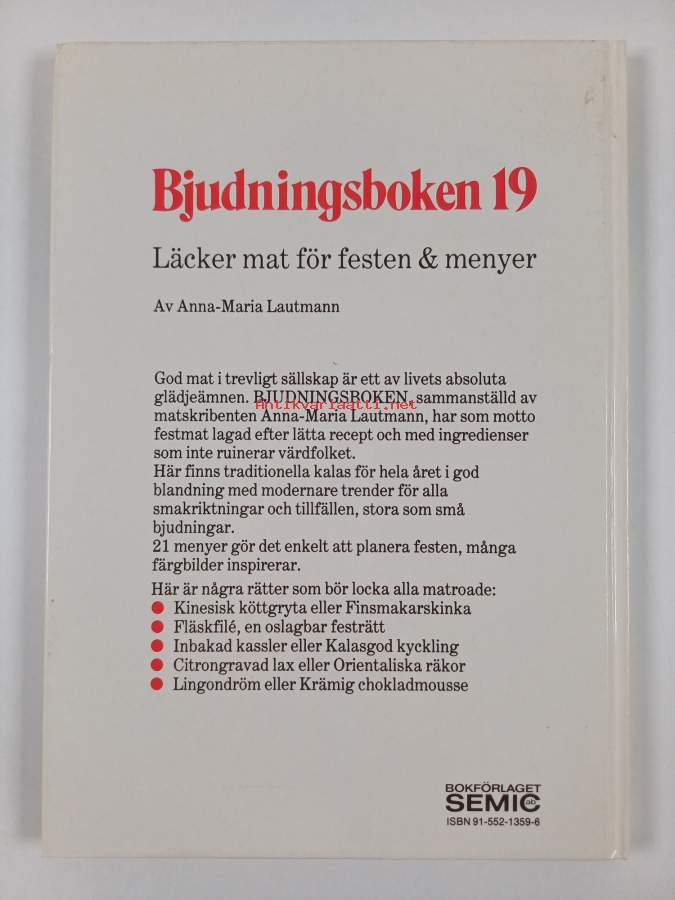 Bjudningsboken 19
Läcker mat för festen & menyer
Av Anna-Maria Lautmann
God mat i trevligt sällskap är ett av livets absoluta
glädjeämnen. BJUDNINGSBOKEN, sammanställd av
Antikvariaatti.net
matskribenten Anna-Maria Lautmann, har som motto
festmat lagad efter lätta recept och med ingredienser
som inte ruinerar värdfolket.
Här finns traditionella kalas för hela året i god
blandning med modernare trender för alla
smakriktningar och tillfällen, stora som små
bjudningar.
21 menyer gör det enkelt att planera festen, många
färgbilder inspirerar.
Här är några rätter som bör locka alla matroade:
● Kinesisk köttgryta eller Finsmakarskinka
● Fläskfilé, en oslagbar festrätt
● Inbakad kassler eller Kalasgod kyckling
● Citrongravad lax eller Orientaliska räkor
● Lingondröm eller Krämig chokladmousse
BOKFÖRLAGET
SEMIC ab
ISBN 91-552-1359-6